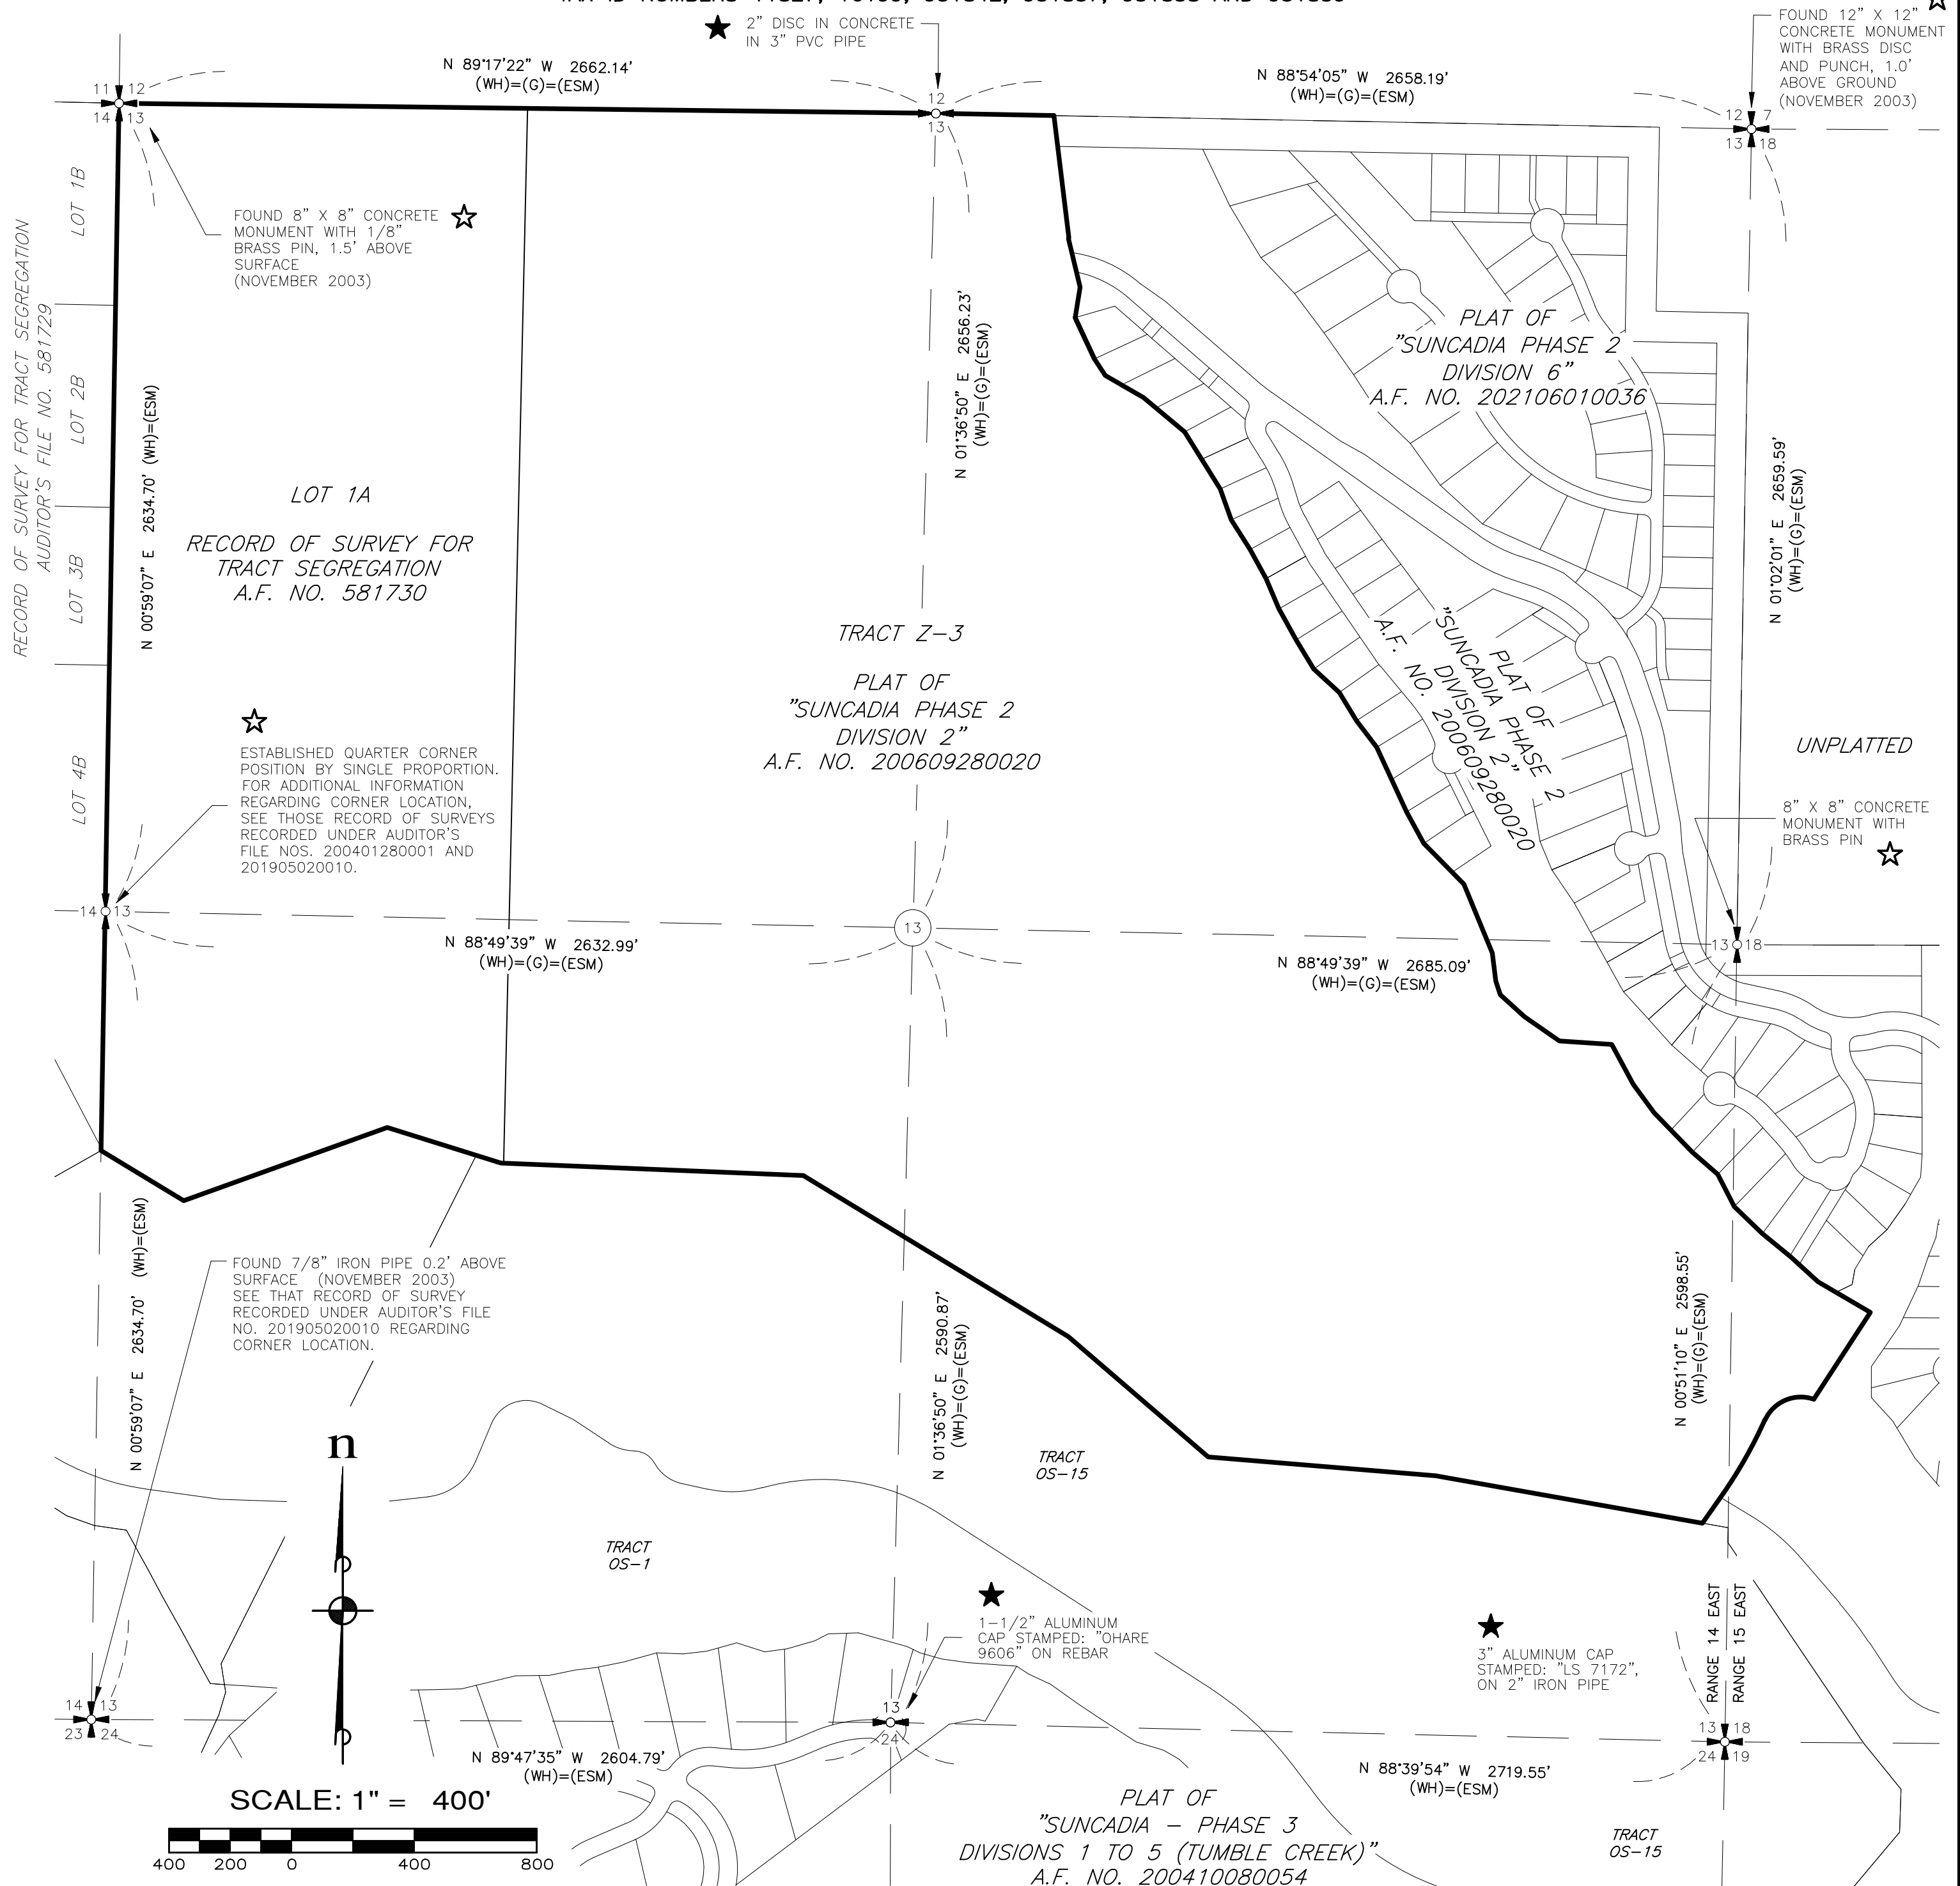 2" DISC IN CONCRETE
IN 3" PVC PIPE
FOUND 12" X 12"
CONCRETE MONUMENT
WITH BRASS DISC
AND PUNCH, 1.0'
ABOVE GROUND
(NOVEMBER 2003)
N 89°17'22" W 2662.14'
(WH)=(G)=(ESM)
N 88°54'05" W 2658.19'
(WH)=(G)=(ESM)
11 12
14 13
12
13
12 7
13 18
LOT 1B
LOT 2B
LOT 3B
LOT 4B
RECORD OF SURVEY FOR TRACT SEGREGATION
AUDITOR'S FILE NO. 581729
FOUND 8" X 8" CONCRETE
MONUMENT WITH 1/8"
BRASS PIN, 1.5' ABOVE
SURFACE
(NOVEMBER 2003)
N 00°59'07" E 2634.70' (WH)=(ESM)
N 01°36'50" E 2656.23'
(WH)=(G)=(ESM)
PLAT OF
"SUNCADIA PHASE 2
DIVISION 6"
A.F. NO. 202106010036
N 01°02'01" E 2659.59'
(WH)=(G)=(ESM)
LOT 1A
RECORD OF SURVEY FOR
TRACT SEGREGATION
A.F. NO. 581730
TRACT Z-3
PLAT OF
"SUNCADIA PHASE 2
DIVISION 2"
A.F. NO. 200609280020
PLAT OF
"SUNCADIA PHASE 2
DIVISION 2"
A.F. NO. 200609280020
UNPLATTED
ESTABLISHED QUARTER CORNER
POSITION BY SINGLE PROPORTION.
FOR ADDITIONAL INFORMATION
REGARDING CORNER LOCATION,
SEE THOSE RECORD OF SURVEYS
RECORDED UNDER AUDITOR'S
FILE NOS. 200401280001 AND
201905020010.
8" X 8" CONCRETE
MONUMENT WITH
BRASS PIN
14 13
13
13 18
N 88°49'39" W 2632.99'
(WH)=(G)=(ESM)
N 88°49'39" W 2685.09'
(WH)=(G)=(ESM)
N 00°59'07" E 2634.70' (WH)=(ESM)
FOUND 7/8" IRON PIPE 0.2' ABOVE
SURFACE (NOVEMBER 2003)
SEE THAT RECORD OF SURVEY
RECORDED UNDER AUDITOR'S FILE
NO. 201905020010 REGARDING
CORNER LOCATION.
N 01°36'50" E 2590.87'
(WH)=(G)=(ESM)
N 00°51'10" E 2598.55'
(WH)=(G)=(ESM)
n
TRACT
OS-15
TRACT
OS-1
1-1/2" ALUMINUM
CAP STAMPED: "OHARE
9606" ON REBAR
3" ALUMINUM CAP
STAMPED: "LS 7172",
ON 2" IRON PIPE
RANGE 14 EAST
RANGE 15 EAST
14 13
23 24
13
24
13 18
24 19
N 89°47'35" W 2604.79'
(WH)=(ESM)
N 88°39'54" W 2719.55'
(WH)=(ESM)
SCALE: 1" = 400'
400 200 0 400 800
PLAT OF
"SUNCADIA - PHASE 3
DIVISIONS 1 TO 5 (TUMBLE CREEK)"
A.F. NO. 200410080054
TRACT
OS-15